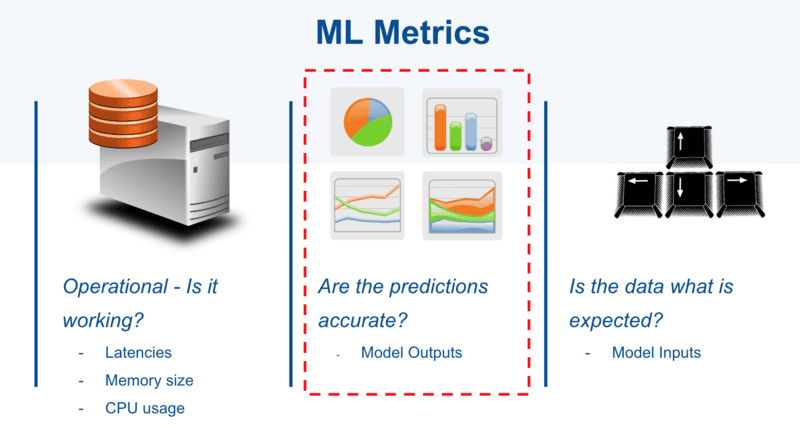 ML Metrics
Operational - Is it
working?
- Latencies
- Memory size
- CPU usage
Are the predictions
accurate?
- Model Outputs
Is the data what is
expected?
- Model Inputs